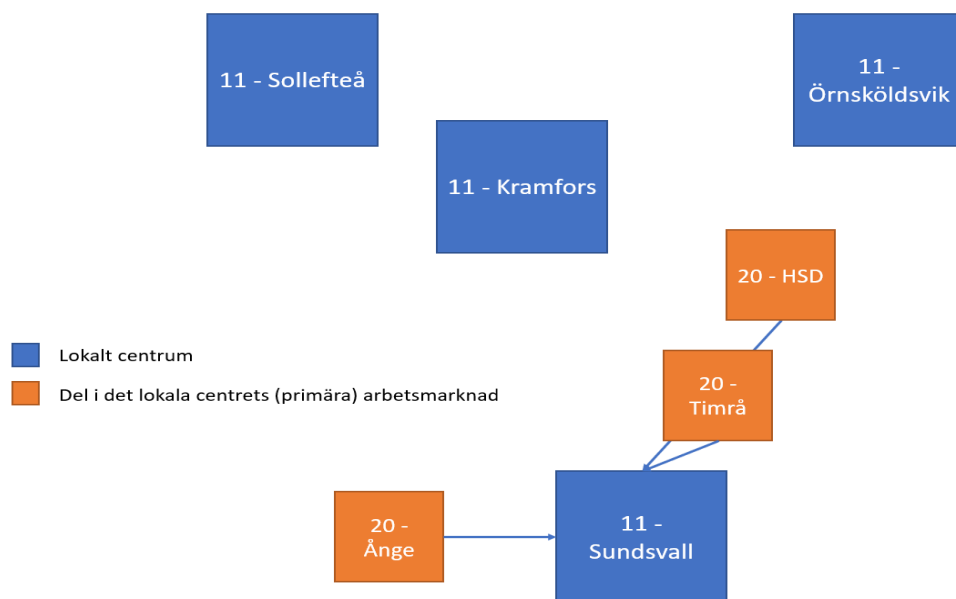 11 - Sollefteå
11 -
Örnsköldsvik
11 - Kramfors
20 - HSD
Lokalt centrum
Del i det lokala centrets (primära) arbetsmarknad
20 -
Timrå
20 -
Ånge
11 -
Sundsvall